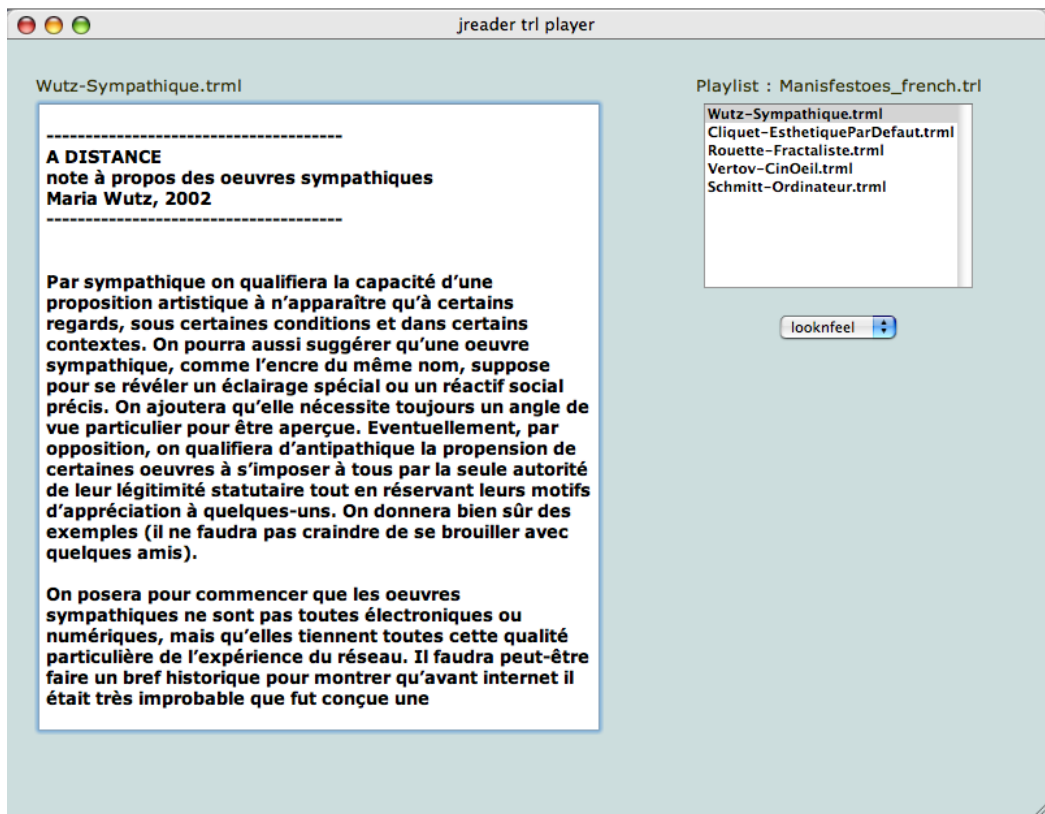 jreader trl player
Wutz-Sympathique.trml
--------------------------------------
A DISTANCE
note à propos des oeuvres sympathiques
Maria Wutz, 2002
--------------------------------------
Par sympathique on qualifiera la capacité d’une
proposition artistique à n’apparaître qu’à certains
regards, sous certaines conditions et dans certains
contextes. On pourra aussi suggérer qu’une oeuvre
sympathique, comme l’encre du même nom, suppose
pour se révéler un éclairage spécial ou un réactif social
précis. On ajoutera qu’elle nécessite toujours un angle de
vue particulier pour être aperçue. Eventuellement, par
opposition, on qualifiera d’antipathique la propension de
certaines oeuvres à s’imposer à tous par la seule autorité
de leur légitimité statutaire tout en réservant leurs motifs
d’appréciation à quelques-uns. On donnera bien sûr des
exemples (il ne faudra pas craindre de se brouiller avec
quelques amis).
On posera pour commencer que les oeuvres
sympathiques ne sont pas toutes électroniques ou
numériques, mais qu’elles tiennent toutes cette qualité
particulière de l’expérience du réseau. Il faudra peut-être
faire un bref historique pour montrer qu’avant internet il
était très improbable que fut conçue une
Playlist : Manisfestoes_french.trl
Wutz-Sympathique.trml
Cliquet-EsthetiqueParDefaut.trml
Rouette-Fractaliste.trml
Vertov-CinOeil.trml
Schmitt-Ordinateur.trml
looknfeel